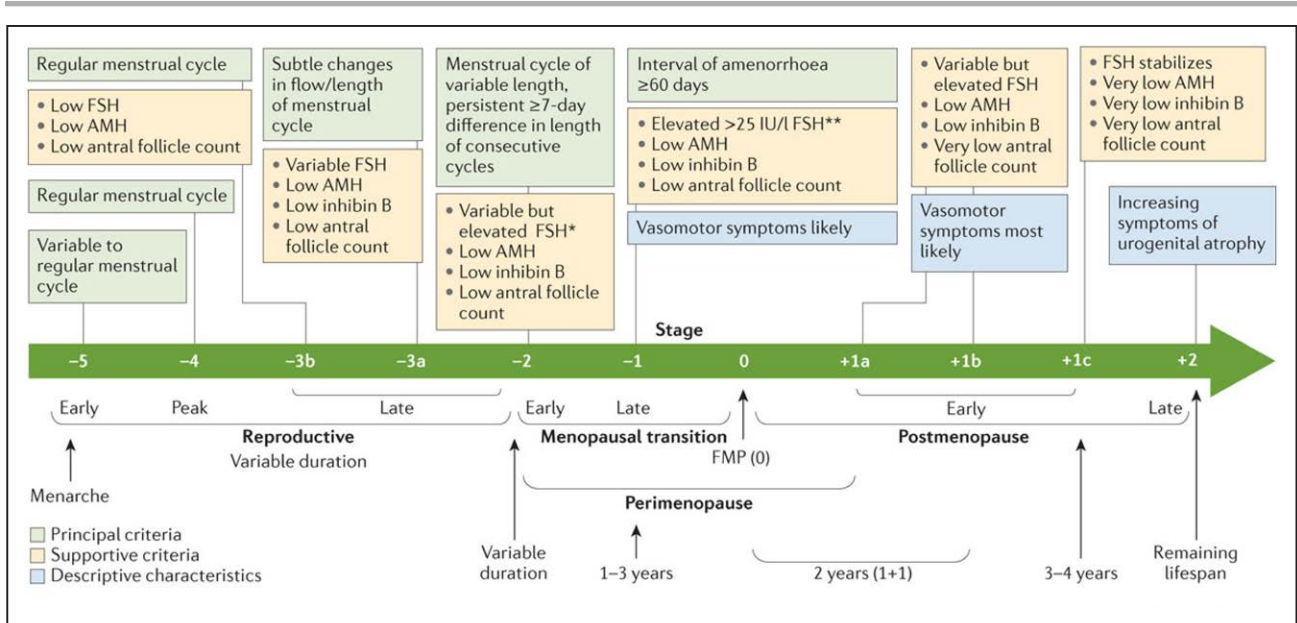 Regular menstrual cycle
• Low FSH
• Low AMH
• Low antral follicle count
Regular menstrual cycle
Variable to
regular menstrual
cycle
Subtle changes
in flow/length
of menstrual
cycle
• Variable FSH
• Low AMH
• Low inhibin B
• Low antral
follicle count
Menstrual cycle of
variable length,
persistent ≥7-day
difference in length
of consecutive
cycles
• Variable but
elevated FSH*
• Low AMH
• Low inhibin B
• Low antral follicle
count
Interval of amenorrhoea
≥60 days
• Elevated >25 IU/l FSH**
• Low AMH
• Low inhibin B
• Low antral follicle count
Vasomotor symptoms likely
• Variable but
elevated FSH
• Low AMH
• Low inhibin B
• Very low antral
follicle count
Vasomotor
symptoms most
likely
• FSH stabilizes
• Very low AMH
• Very low inhibin B
• Very low antral
follicle count
Increasing
symptoms of
urogenital atrophy
Stage
–5 –4 –3b –3a –2 –1 0 +1a +1b +1c +2
Early Peak Late Early Late Early Late
Reproductive Menopausal transition Postmenopause
Variable duration
FMP (0)
Menarche
Perimenopause
Principal criteria
Supportive criteria
Descriptive characteristics
Variable
duration
1–3 years
2 years (1+1)
3–4 years
Remaining
lifespan